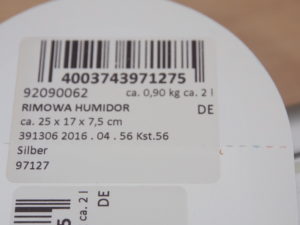 4003743971275
92090062 ca. 0,90 kg ca. 2 l
RIMOWA HUMIDOR DE
ca. 25 x 17 x 7,5 cm
391306 2016 . 04 . 56 Kst.56
Silber
97127
ca. 2 l
DE